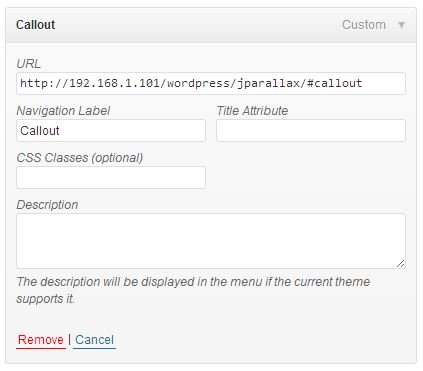 Callout Custom
URL
http://192.168.1.101/wordpress/jparallax/#callout
Navigation Label Title Attribute
Callout
CSS Classes (optional)
Description
The description will be displayed in the menu if the current theme
supports it.
Remove | Cancel